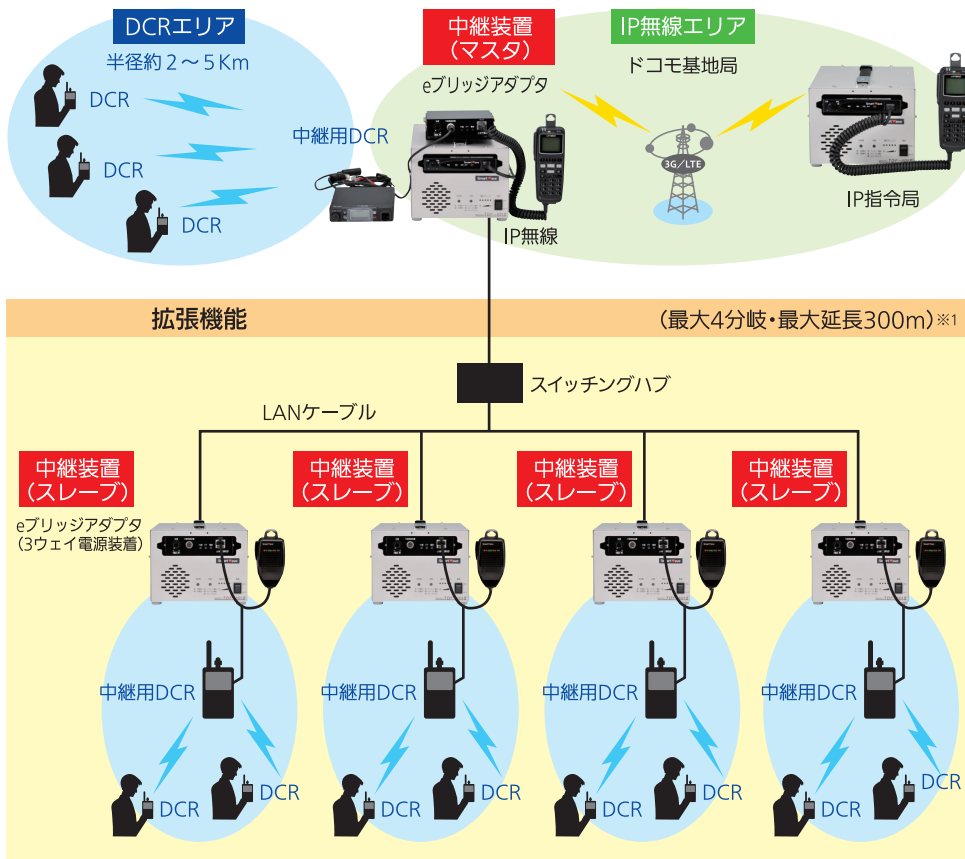 DCRエリア
半径約2～5Km
DCR
DCR
DCR
中継装置
(マスタ)
eブリッジアダプタ
中継用DCR
IP無線
IP無線エリア
ドコモ基地局
3G/LTE
IP指令局
拡張機能
(最大4分岐・最大延長300m)※1
スイッチングハブ
LANケーブル
中継装置
(スレーブ)
eブリッジアダプタ
(3ウェイ電源装着)
中継装置
(スレーブ)
中継装置
(スレーブ)
中継装置
(スレーブ)
中継用DCR
DCR
DCR
中継用DCR
DCR
DCR
中継用DCR
DCR
DCR
中継用DCR
DCR
DCR